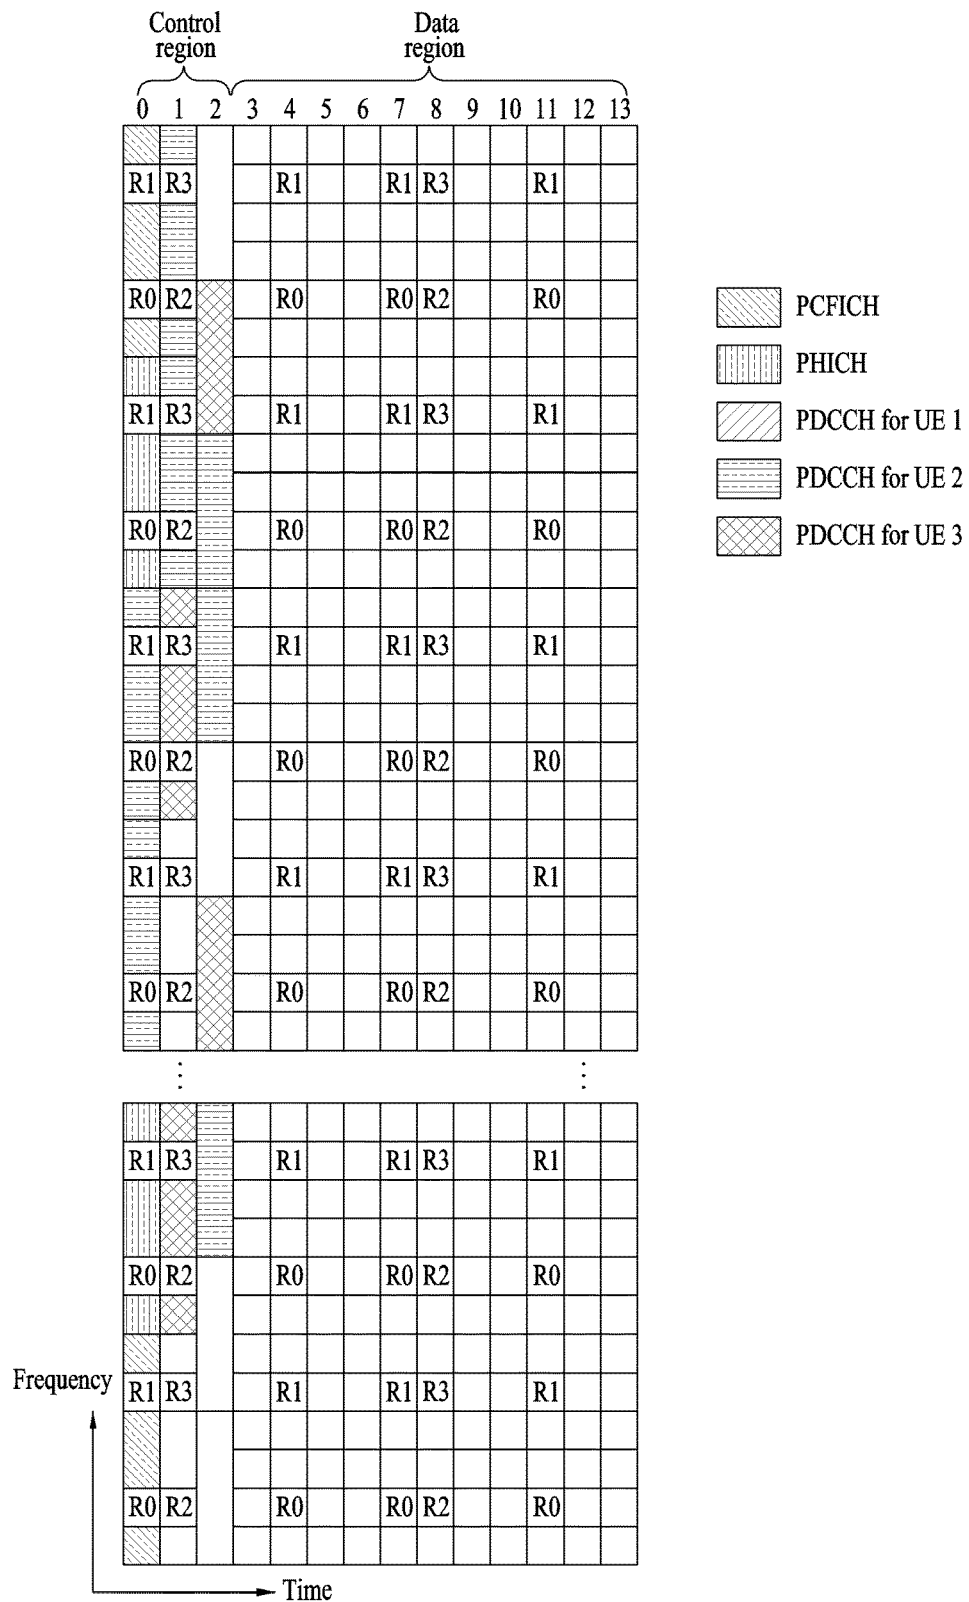 Control region
Data region
0 1 2 3 4 5 6 7 8 9 10 11 12 13
R1 R3 R1 R1 R3 R1
R0 R2 R0 R0 R2 R0
PCFICH
PHICH
R1 R3 R1 R1 R3 R1
PDCCH for UE 1
PDCCH for UE 2
R0 R2 R0 R0 R2 R0
PDCCH for UE 3
R1 R3 R1 R1 R3 R1
R0 R2 R0 R0 R2 R0
R1 R3 R1 R1 R3 R1
R0 R2 R0 R0 R2 R0
R1 R3 R1 R1 R3 R1
R0 R2 R0 R0 R2 R0
Frequency
R1 R3 R1 R1 R3 R1
R0 R2 R0 R0 R2 R0
Time